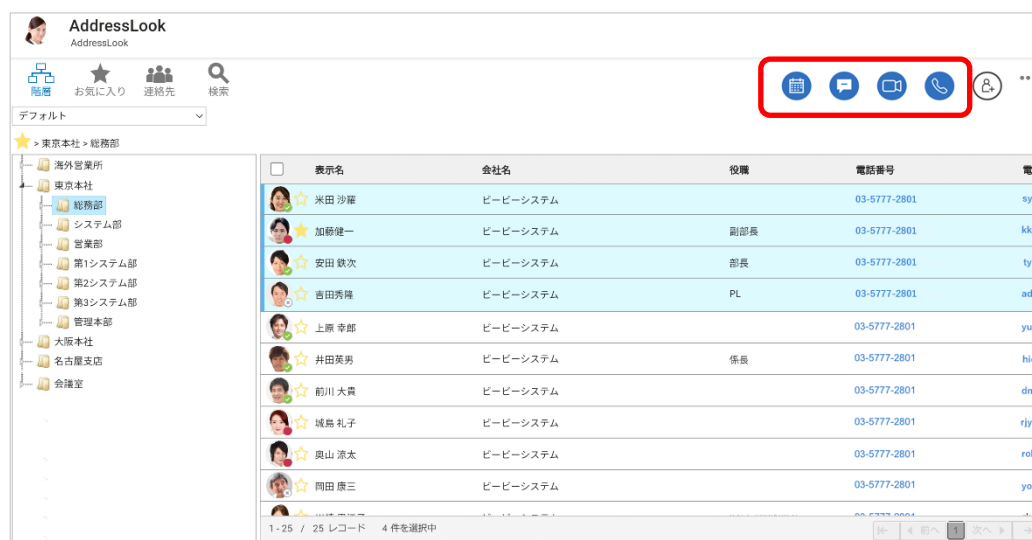 AddressLook
AddressLook
階層 お気に入り 連絡先 検索
デフォルト
> 東京本社 > 総務部
海外営業所
東京本社
総務部
システム部
営業部
第1システム部
第2システム部
第3システム部
管理本部
大阪本社
名古屋支店
会議室
表示名 会社名 役職 電話番号 電
米田 沙羅 ビービーシステム 03-5777-2801 sy
加藤健一 ビービーシステム 副部長 03-5777-2801 kk
安田 鉄次 ビービーシステム 部長 03-5777-2801 ty
吉田秀隆 ビービーシステム PL 03-5777-2801 ad
上原 幸郎 ビービーシステム 03-5777-2801 yu
井田英男 ビービーシステム 係長 03-5777-2801 hi
前川 大貴 ビービーシステム 03-5777-2801 dn
城島 礼子 ビービーシステム 03-5777-2801 rjy
奥山 涼太 ビービーシステム 03-5777-2801 rol
岡田 康三 ビービーシステム 03-5777-2801 yo
1 - 25 / 25 レコード 4 件を選択中 前へ 1 次へ